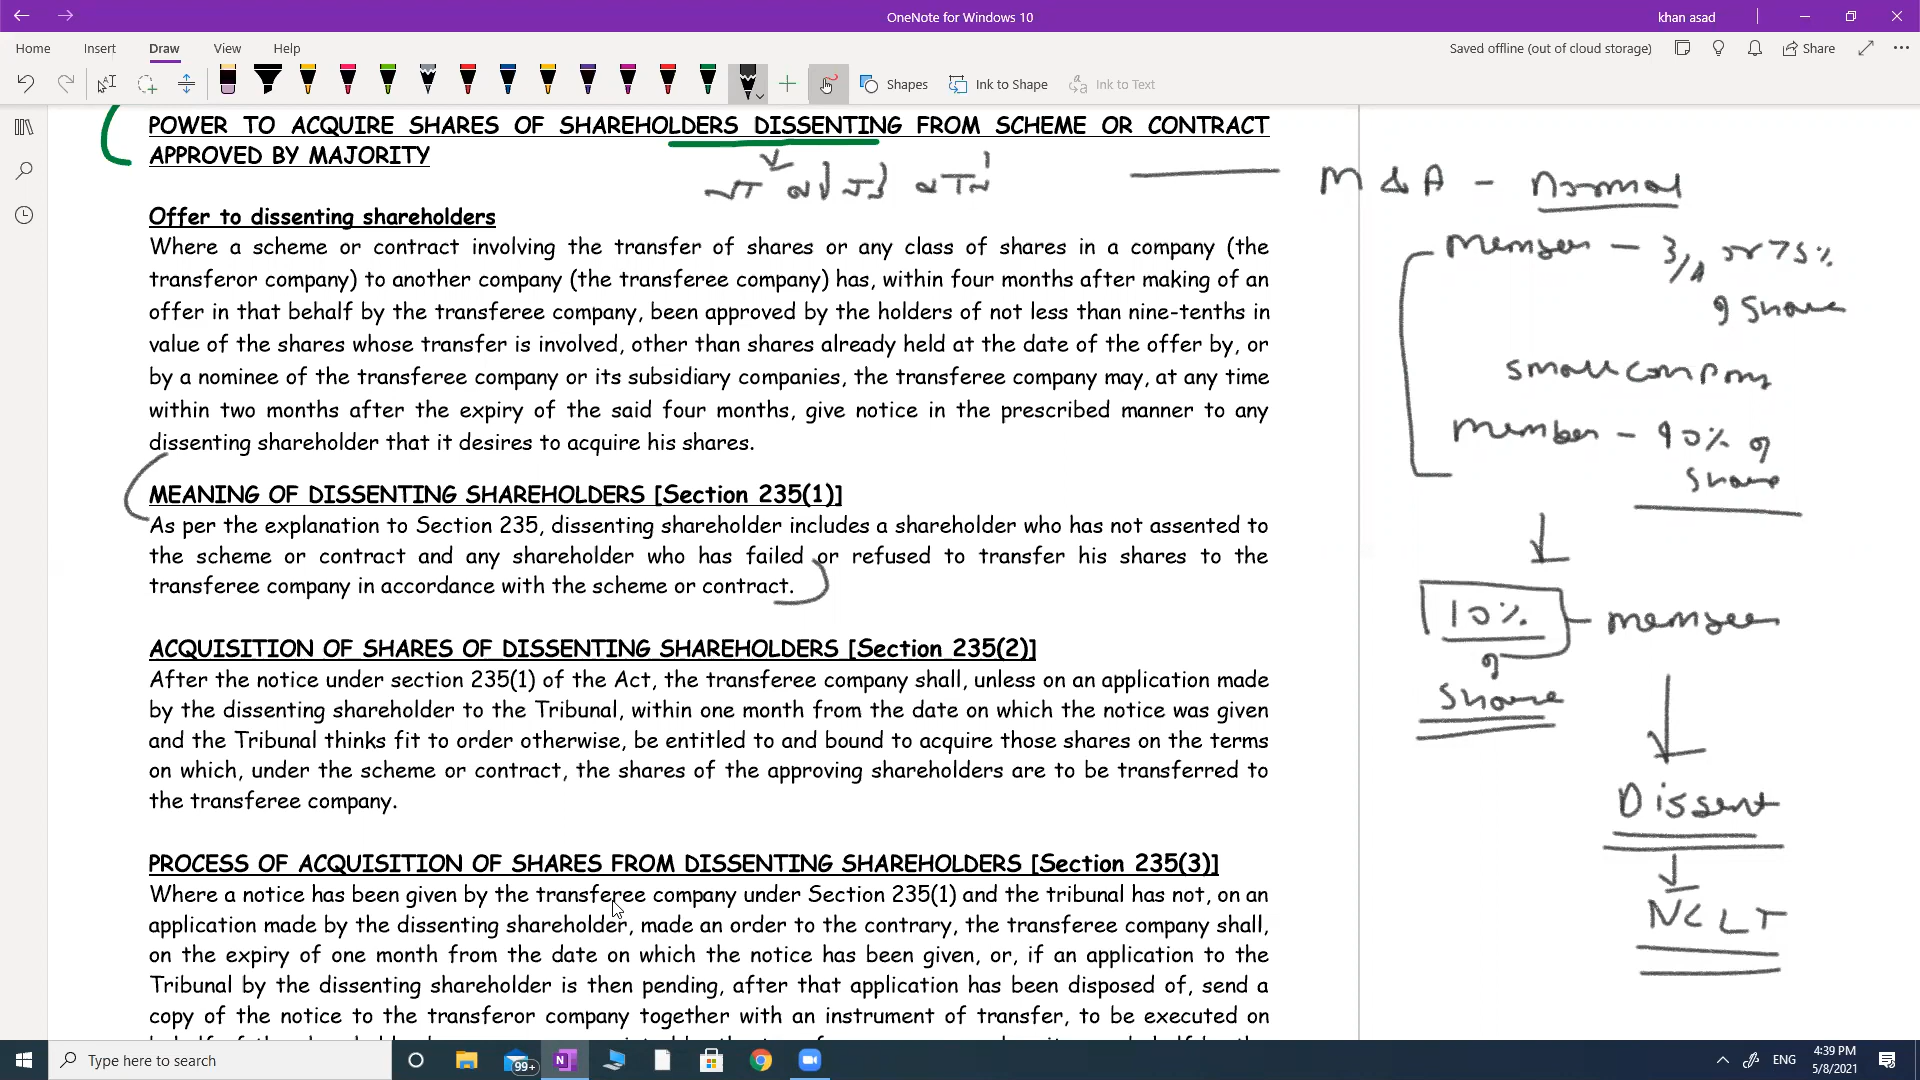 OneNote for Windows 10
khan asad
Home Insert Draw View Help
Saved offline (out of cloud storage)
Share
Shapes
Ink to Shape
Ink to Text
POWER TO ACQUIRE SHARES OF SHAREHOLDERS DISSENTING FROM SCHEME OR CONTRACT
APPROVED BY MAJORITY
Offer to dissenting shareholders
Where a scheme or contract involving the transfer of shares or any class of shares in a company (the
transferor company) to another company (the transferee company) has, within four months after making of an
offer in that behalf by the transferee company, been approved by the holders of not less than nine-tenths in
value of the shares whose transfer is involved, other than shares already held at the date of the offer by, or
by a nominee of the transferee company or its subsidiary companies, the transferee company may, at any time
within two months after the expiry of the said four months, give notice in the prescribed manner to any
dissenting shareholder that it desires to acquire his shares.
MEANING OF DISSENTING SHAREHOLDERS [Section 235(1)]
As per the explanation to Section 235, dissenting shareholder includes a shareholder who has not assented to
the scheme or contract and any shareholder who has failed or refused to transfer his shares to the
transferee company in accordance with the scheme or contract.
ACQUISITION OF SHARES OF DISSENTING SHAREHOLDERS [Section 235(2)]
After the notice under section 235(1) of the Act, the transferee company shall, unless on an application made
by the dissenting shareholder to the Tribunal, within one month from the date on which the notice was given
and the Tribunal thinks fit to order otherwise, be entitled to and bound to acquire those shares on the terms
on which, under the scheme or contract, the shares of the approving shareholders are to be transferred to
the transferee company.
PROCESS OF ACQUISITION OF SHARES FROM DISSENTING SHAREHOLDERS [Section 235(3)]
Where a notice has been given by the transferee company under Section 235(1) and the tribunal has not, on an
application made by the dissenting shareholder, made an order to the contrary, the transferee company shall,
on the expiry of one month from the date on which the notice has been given, or, if an application to the
Tribunal by the dissenting shareholder is then pending, after that application has been disposed of, send a
copy of the notice to the transferor company together with an instrument of transfer, to be executed on
M & A - Normal
member - 3/4 or 75%
of share
small company
member - 90% of
share
10% - member
of
share
Dissent
NCLT
Type here to search
99+
ENG
4:39 PM
5/8/2021